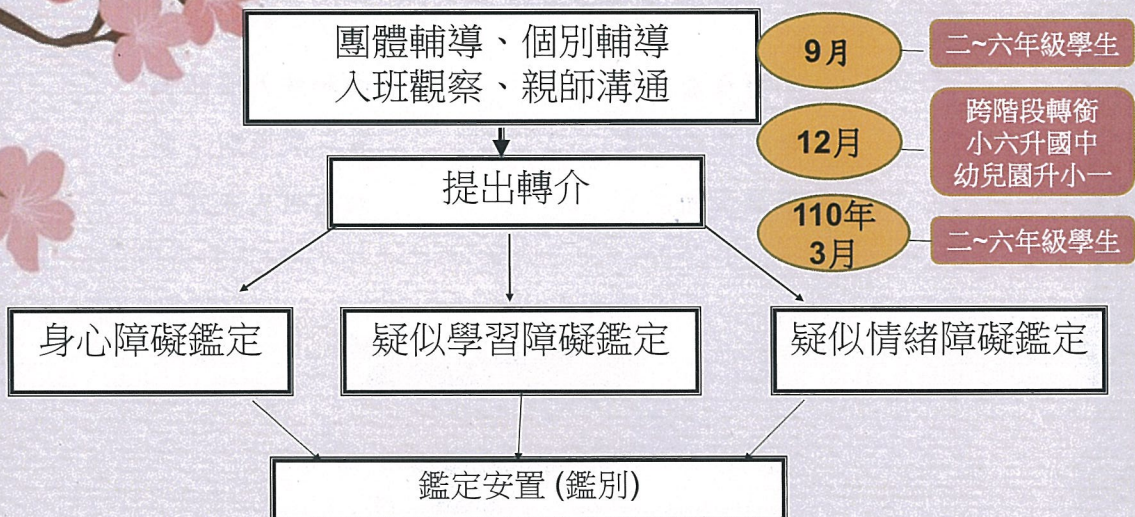 團體輔導、個別輔導
入班觀察、親師溝通
9月
二~六年級學生
12月
跨階段轉銜
小六升國中
幼兒園升小一
提出轉介
110年
3月
二~六年級學生
身心障礙鑑定
疑似學習障礙鑑定
疑似情緒障礙鑑定
鑑定安置 (鑑別)